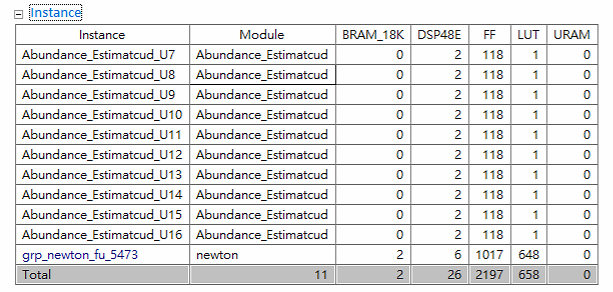 Instance
Instance Module BRAM_18K DSP48E FF LUT URAM
Abundance_Estimatcud_U7 Abundance_Estimatcud 0 2 118 1 0
Abundance_Estimatcud_U8 Abundance_Estimatcud 0 2 118 1 0
Abundance_Estimatcud_U9 Abundance_Estimatcud 0 2 118 1 0
Abundance_Estimatcud_U10 Abundance_Estimatcud 0 2 118 1 0
Abundance_Estimatcud_U11 Abundance_Estimatcud 0 2 118 1 0
Abundance_Estimatcud_U12 Abundance_Estimatcud 0 2 118 1 0
Abundance_Estimatcud_U13 Abundance_Estimatcud 0 2 118 1 0
Abundance_Estimatcud_U14 Abundance_Estimatcud 0 2 118 1 0
Abundance_Estimatcud_U15 Abundance_Estimatcud 0 2 118 1 0
Abundance_Estimatcud_U16 Abundance_Estimatcud 0 2 118 1 0
grp_newton_fu_5473 newton 2 6 1017 648 0
Total 11 2 26 2197 658 0